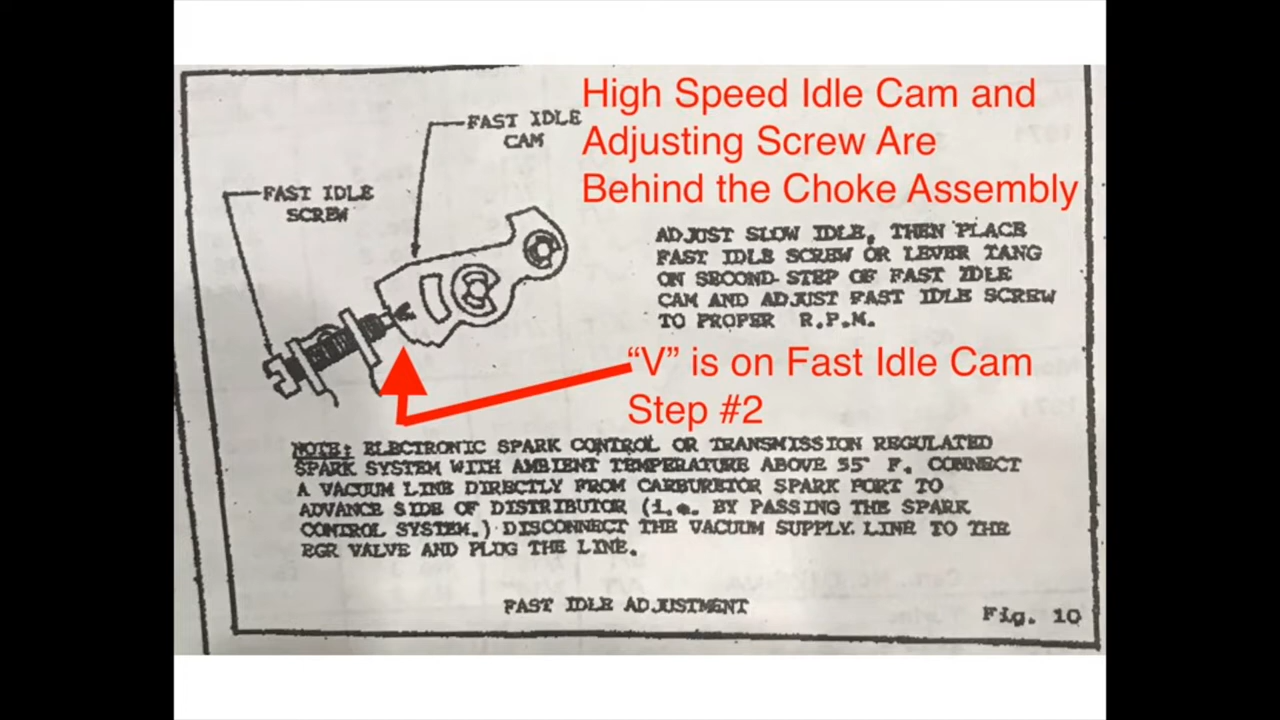 High Speed Idle Cam and
Adjusting Screw Are
Behind the Choke Assembly
FAST IDLE
CAM
FAST IDLE
SCREW
ADJUST SLOW IDLE, THEN PLACE
FAST IDLE SCREW OR LEVER TANG
ON SECOND STEP OF FAST IDLE
CAM AND ADJUST FAST IDLE SCREW
TO PROPER R.P.M.
“V” is on Fast Idle Cam
Step #2
NOTE: ELECTRONIC SPARK CONTROL OR TRANSMISSION REGULATED
SPARK SYSTEM WITH AMBIENT TEMPERATURE ABOVE 55° F. CONNECT
A VACUUM LINE DIRECTLY FROM CARBURETOR SPARK PORT TO
ADVANCE SIDE OF DISTRIBUTOR (i.e. BY PASSING THE SPARK
CONTROL SYSTEM.) DISCONNECT THE VACUUM SUPPLY LINE TO THE
EGR VALVE AND PLUG THE LINE.
FAST IDLE ADJUSTMENT
Fig. 10